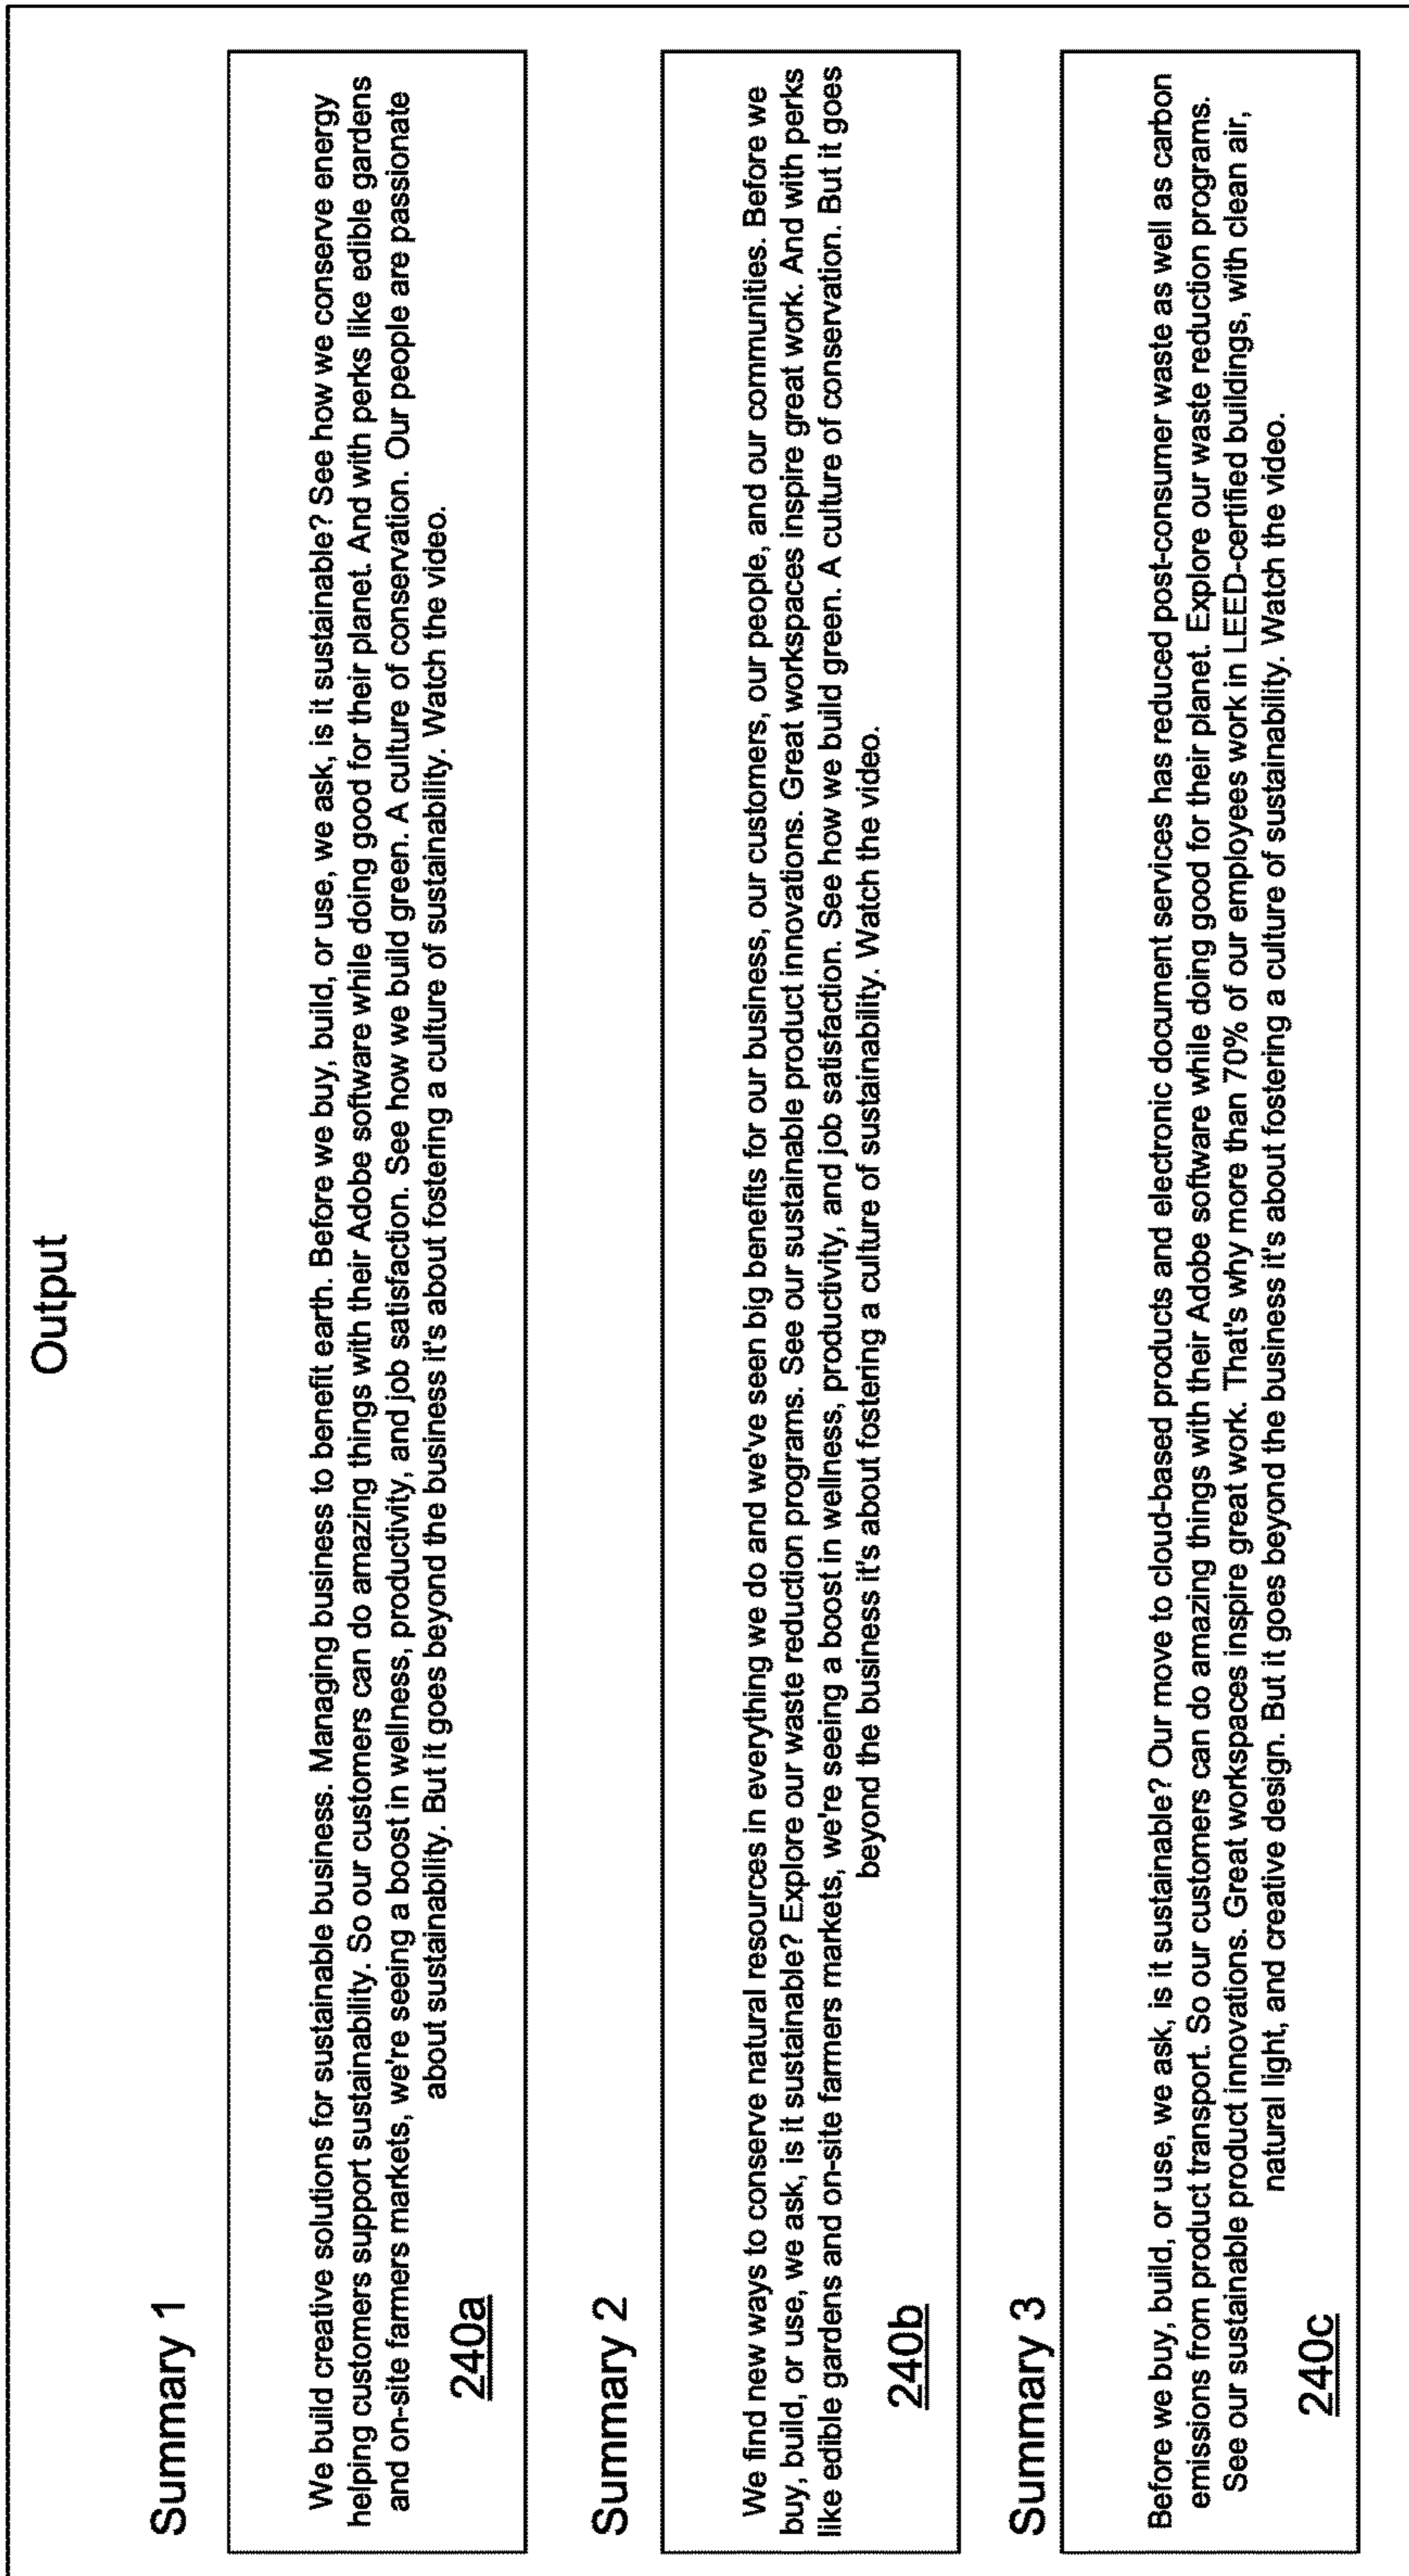 Output
Summary 1
We build creative solutions for sustainable business. Managing business to benefit earth. Before we buy, build, or use, we ask, is it sustainable? See how we conserve energy
helping customers support sustainability. So our customers can do amazing things with their Adobe software while doing good for their planet. And with perks like edible gardens
and on-site farmers markets, we're seeing a boost in wellness, productivity, and job satisfaction. See how we build green. A culture of conservation. Our people are passionate
about sustainability. But it goes beyond the business it's about fostering a culture of sustainability. Watch the video.
240a
Summary 2
We find new ways to conserve natural resources in everything we do and we've seen big benefits for our business, our customers, our people, and our communities. Before we
buy, build, or use, we ask, is it sustainable? Explore our waste reduction programs. See our sustainable product innovations. Great workspaces inspire great work. And with perks
like edible gardens and on-site farmers markets, we're seeing a boost in wellness, productivity, and job satisfaction. See how we build green. A culture of conservation. But it goes
beyond the business it's about fostering a culture of sustainability. Watch the video.
240b
Summary 3
Before we buy, build, or use, we ask, is it sustainable? Our move to cloud-based products and electronic document services has reduced post-consumer waste as well as carbon
emissions from product transport. So our customers can do amazing things with their Adobe software while doing good for their planet. Explore our waste reduction programs.
See our sustainable product innovations. Great workspaces inspire great work. That's why more than 70% of our employees work in LEED-certified buildings, with clean air,
natural light, and creative design. But it goes beyond the business it's about fostering a culture of sustainability. Watch the video.
240c